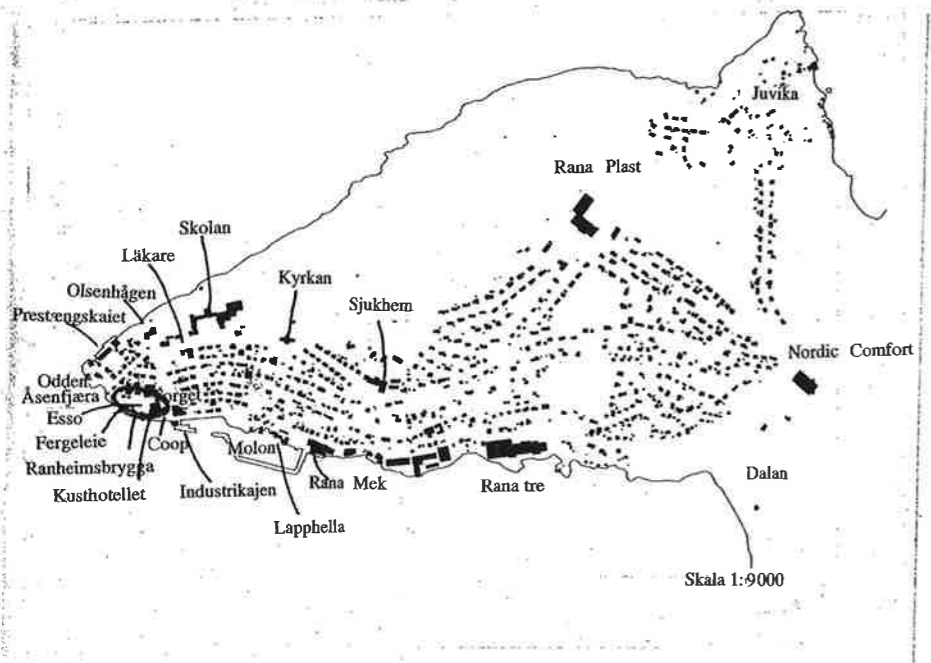 Juvika
Rana Plast
Skolan
Läkare
Kyrkan
Olsenhågen
Sjukhem
Prestængskaiet
Nordic Comfort
Odden
Åsenfjæra
Esso
Fergeleie
Coop
Molon
Ranheimsbrygga
Rana Mek
Rana tre
Dalan
Kusthotellet
Industrikajen
Lapphella
Skala 1:9000